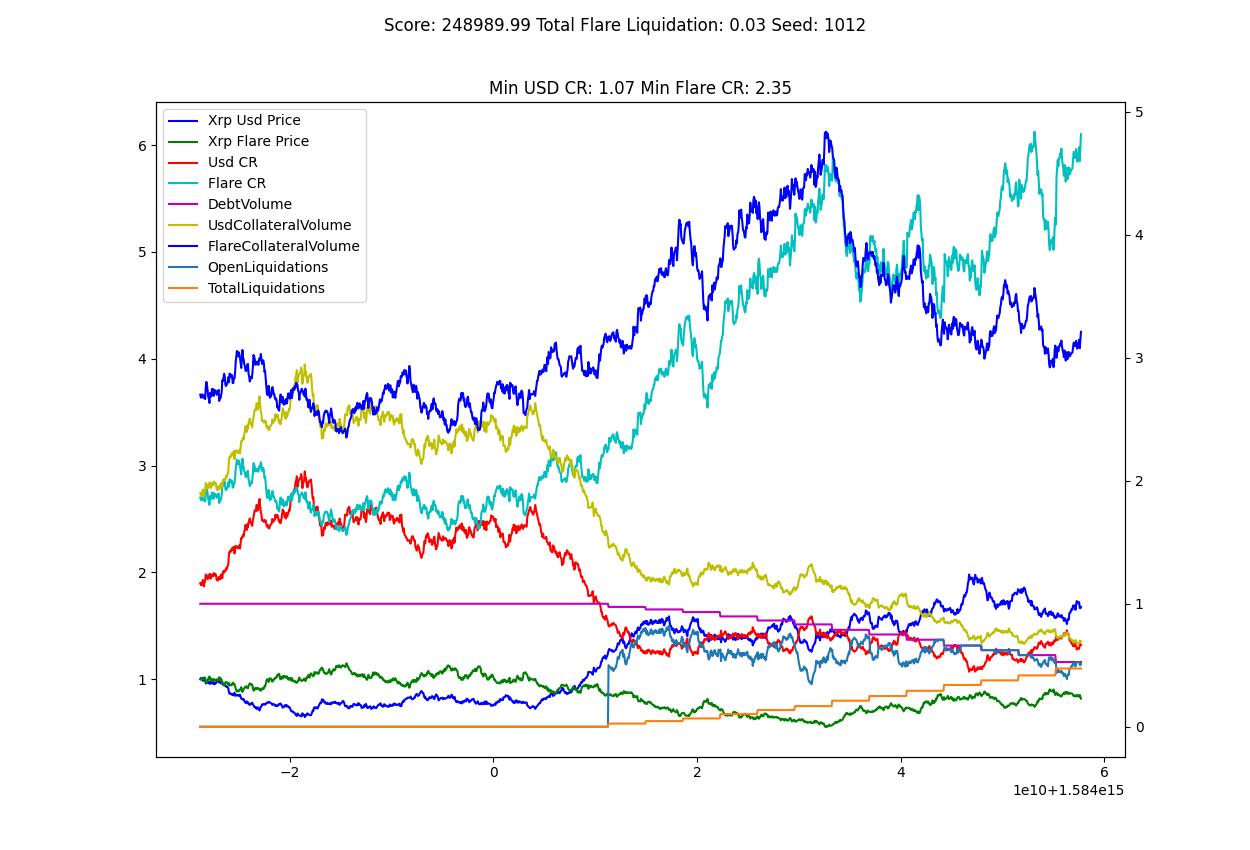 Score: 248989.99 Total Flare Liquidation: 0.03 Seed: 1012
Min USD CR: 1.07 Min Flare CR: 2.35
Xrp Usd Price
Xrp Flare Price
Usd CR
Flare CR
DebtVolume
UsdCollateralVolume
FlareCollateralVolume
OpenLiquidations
TotalLiquidations
6
5
4
3
2
1
5
4
3
2
1
0
−2
0
2
4
6
1e10+1.584e15